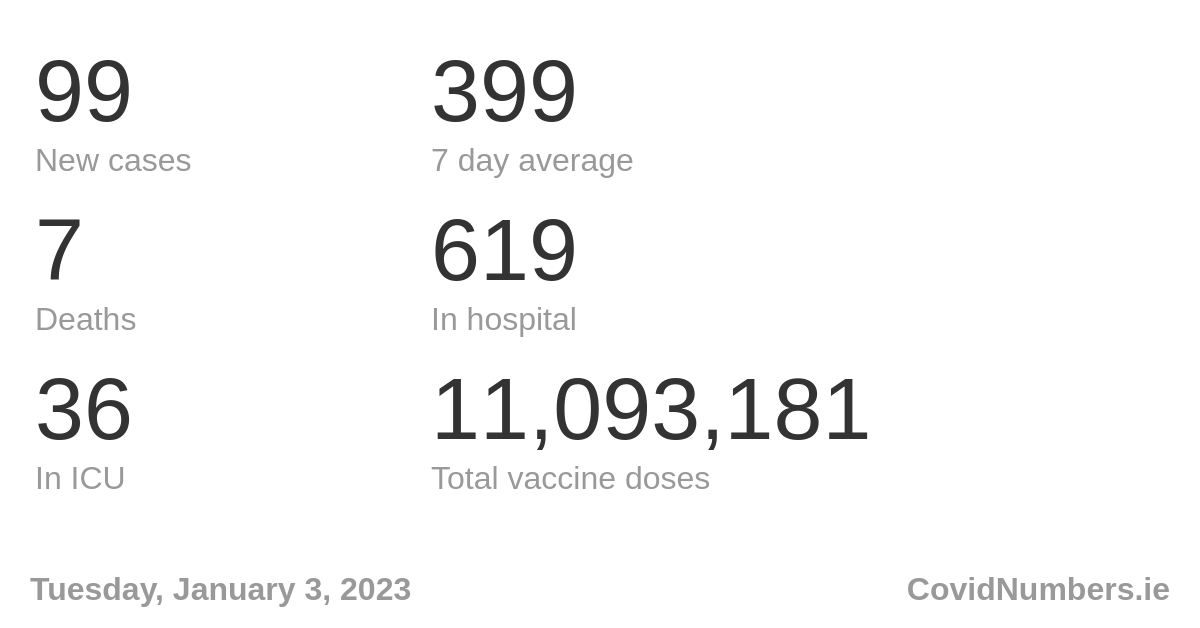 99 399
New cases 7 day average
7 619
Deaths In hospital
36 11,093,181
In ICU Total vaccine doses
Tuesday, January 3, 2023 CovidNumbers.ie